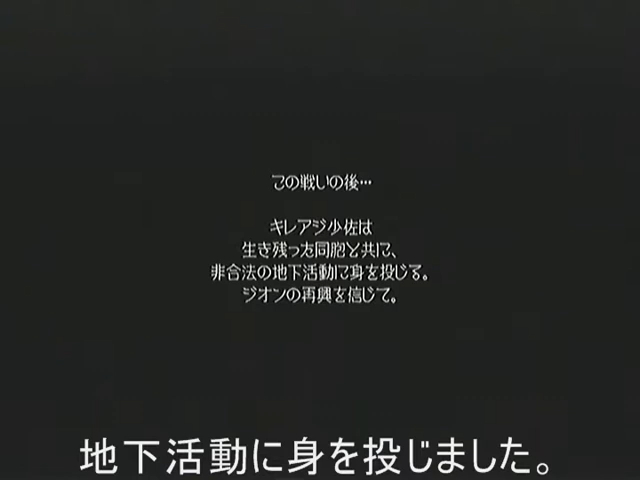 この戦いの後…
キレアジ少佐は
生き残った同胞と共に、
非合法の地下活動に身を投じる。
ジオンの再興を信じて。
地下活動に身を投じました。